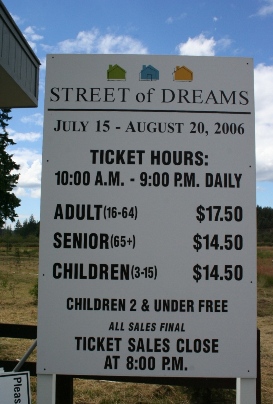 STREET of DREAMS
JULY 15 - AUGUST 20, 2006
TICKET HOURS:
10:00 A.M. - 9:00 P.M. DAILY
ADULT (16-64) $17.50
SENIOR (65+) $14.50
CHILDREN (3-15) $14.50
CHILDREN 2 & UNDER FREE
ALL SALES FINAL
TICKET SALES CLOSE
AT 8:00 P.M.
Please